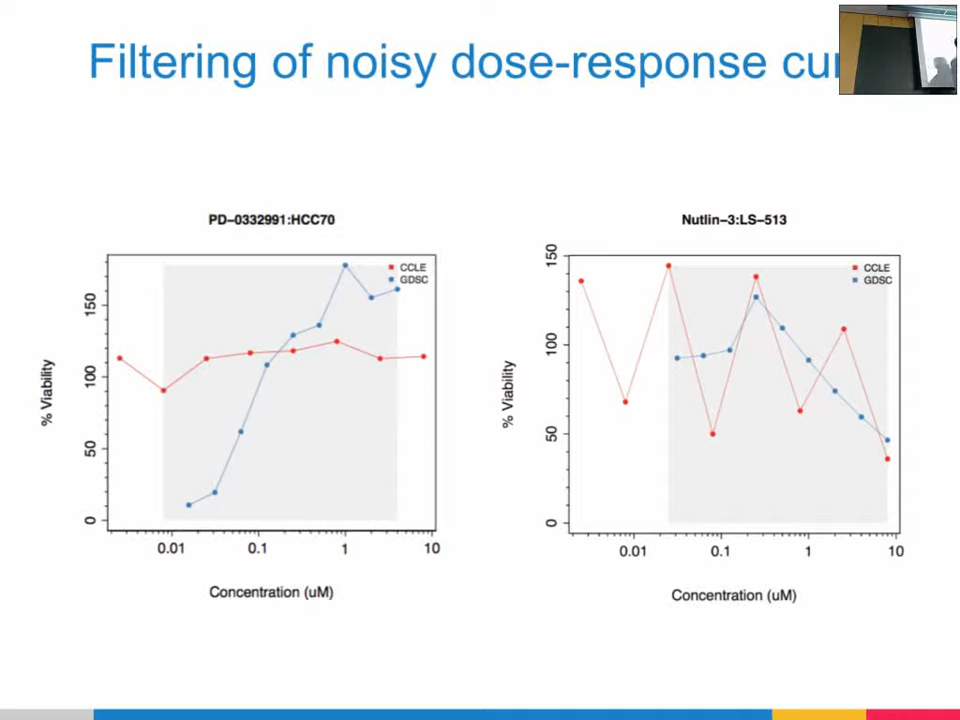 Filtering of noisy dose-response cur
PD-0332991:HCC70
CCLE
GDSC
% Viability
150
100
50
0
0.01
0.1
1
10
Concentration (uM)
Nutlin-3:LS-513
CCLE
GDSC
% Viability
150
100
50
0
0.01
0.1
1
10
Concentration (uM)